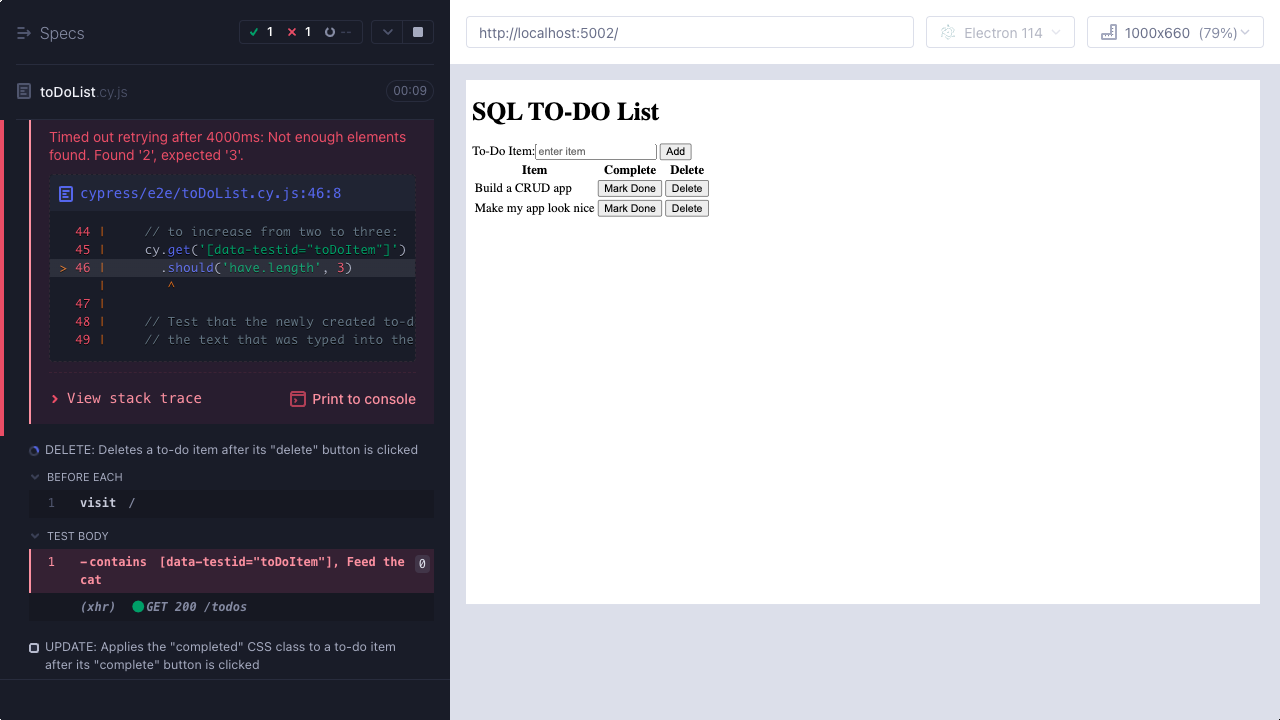 Specs
1 1 --
toDoList.cy.js 00:09
Timed out retrying after 4000ms: Not enough elements
found. Found '2', expected '3'.
cypress/e2e/toDoList.cy.js:46:8
44 | // to increase from two to three:
45 | cy.get('[data-testid="toDoItem"]')
> 46 | .should('have.length', 3)
| ^
47 |
48 | // Test that the newly created to-d
49 | // the text that was typed into the
View stack trace
Print to console
DELETE: Deletes a to-do item after its "delete" button is clicked
BEFORE EACH
1 visit /
TEST BODY
1 -contains [data-testid="toDoItem"], Feed the
cat
0
(xhr) GET 200 /todos
UPDATE: Applies the "completed" CSS class to a to-do item
after its "complete" button is clicked
http://localhost:5002/
Electron 114
1000x660 (79%)
SQL TO-DO List
To-Do Item: enter item Add
Item Complete Delete
Build a CRUD app Mark Done Delete
Make my app look nice Mark Done Delete